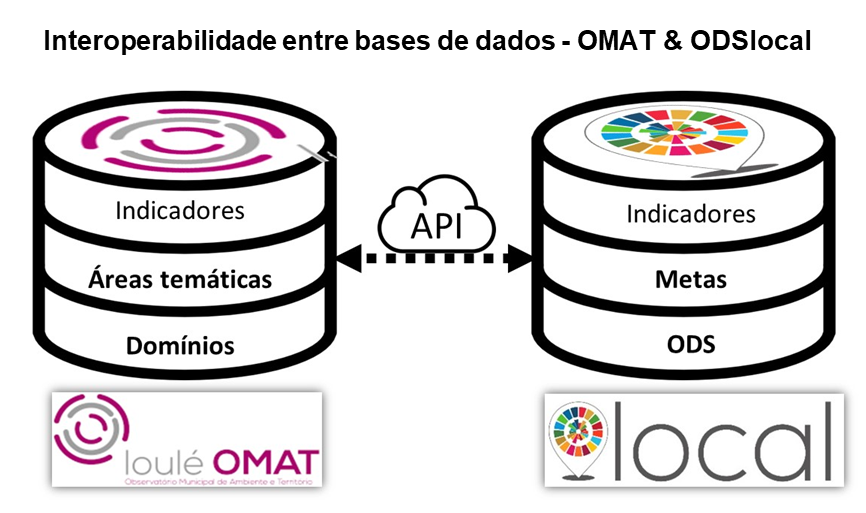 Interoperabilidade entre bases de dados - OMAT & ODSlocal
Indicadores
Áreas temáticas
Domínios
API
Indicadores
Metas
ODS
loulé OMAT
Observatório Municipal de Ambiente e Território
local